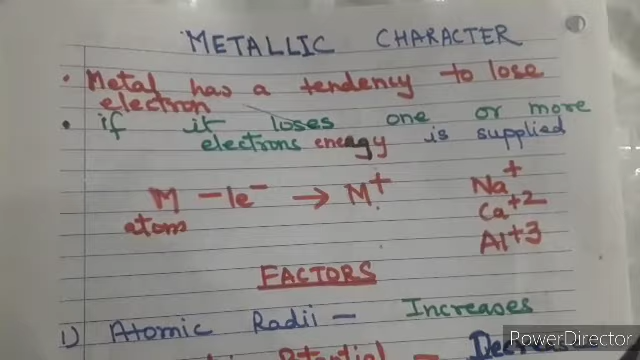 METALLIC CHARACTER
• Metal has a tendency to lose
electron
• if it loses one or more
electrons energy is supplied
M – 1e⁻ → M⁺ Na⁺
atom Ca+2
Al+3
FACTORS
1) Atomic Radii – Increases
Potential –
PowerDirector